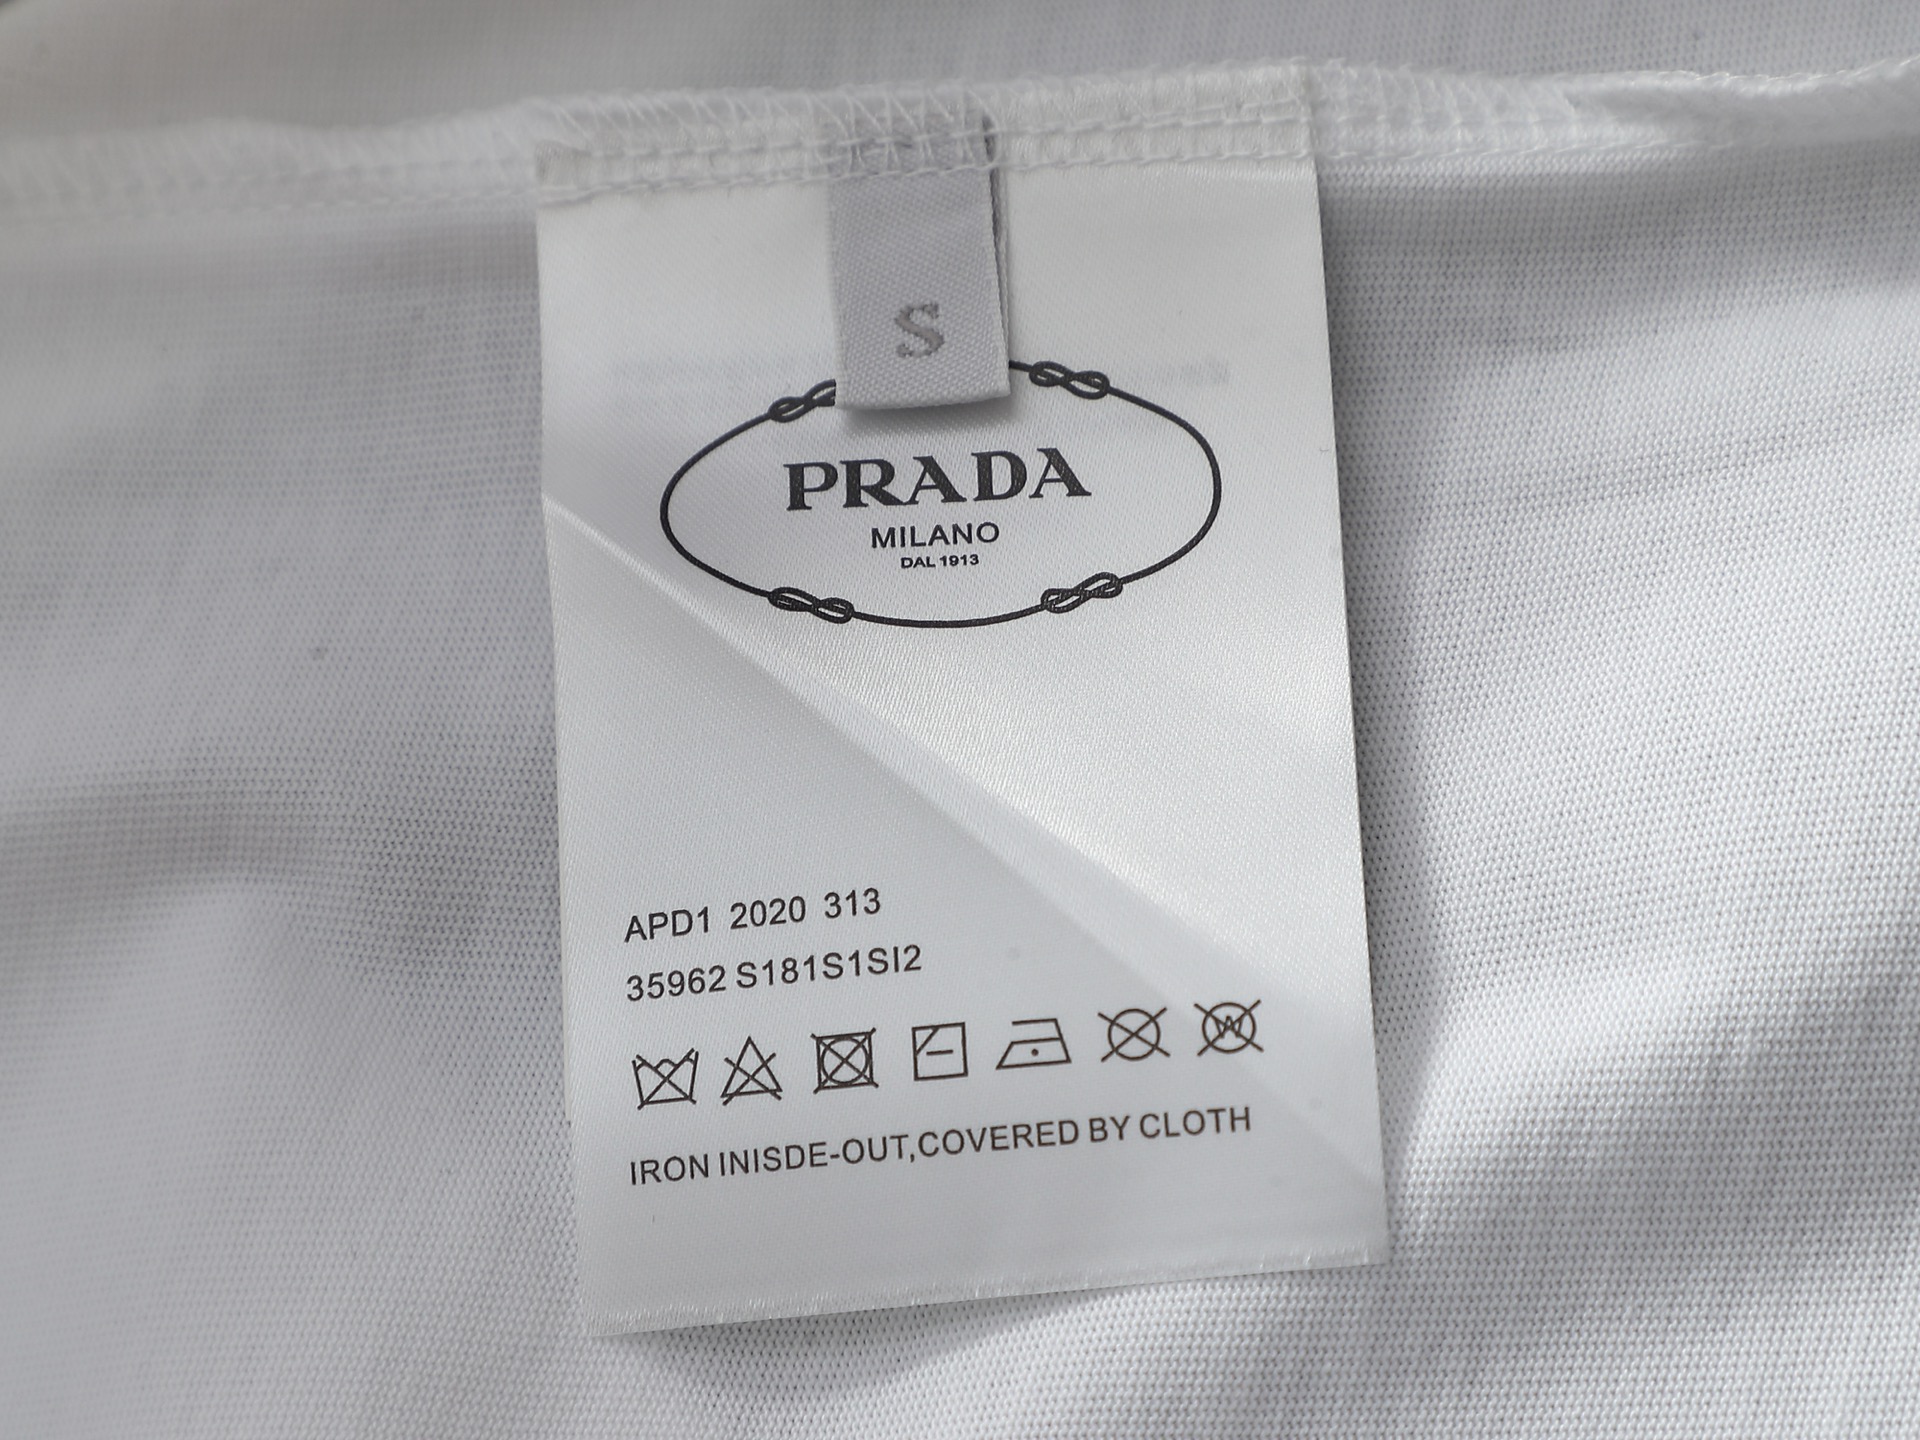 S
PRADA
MILANO
DAL 1913
APD1 2020 313
35962 S181S1SI2
W
IRON INISDE-OUT,COVERED BY CLOTH